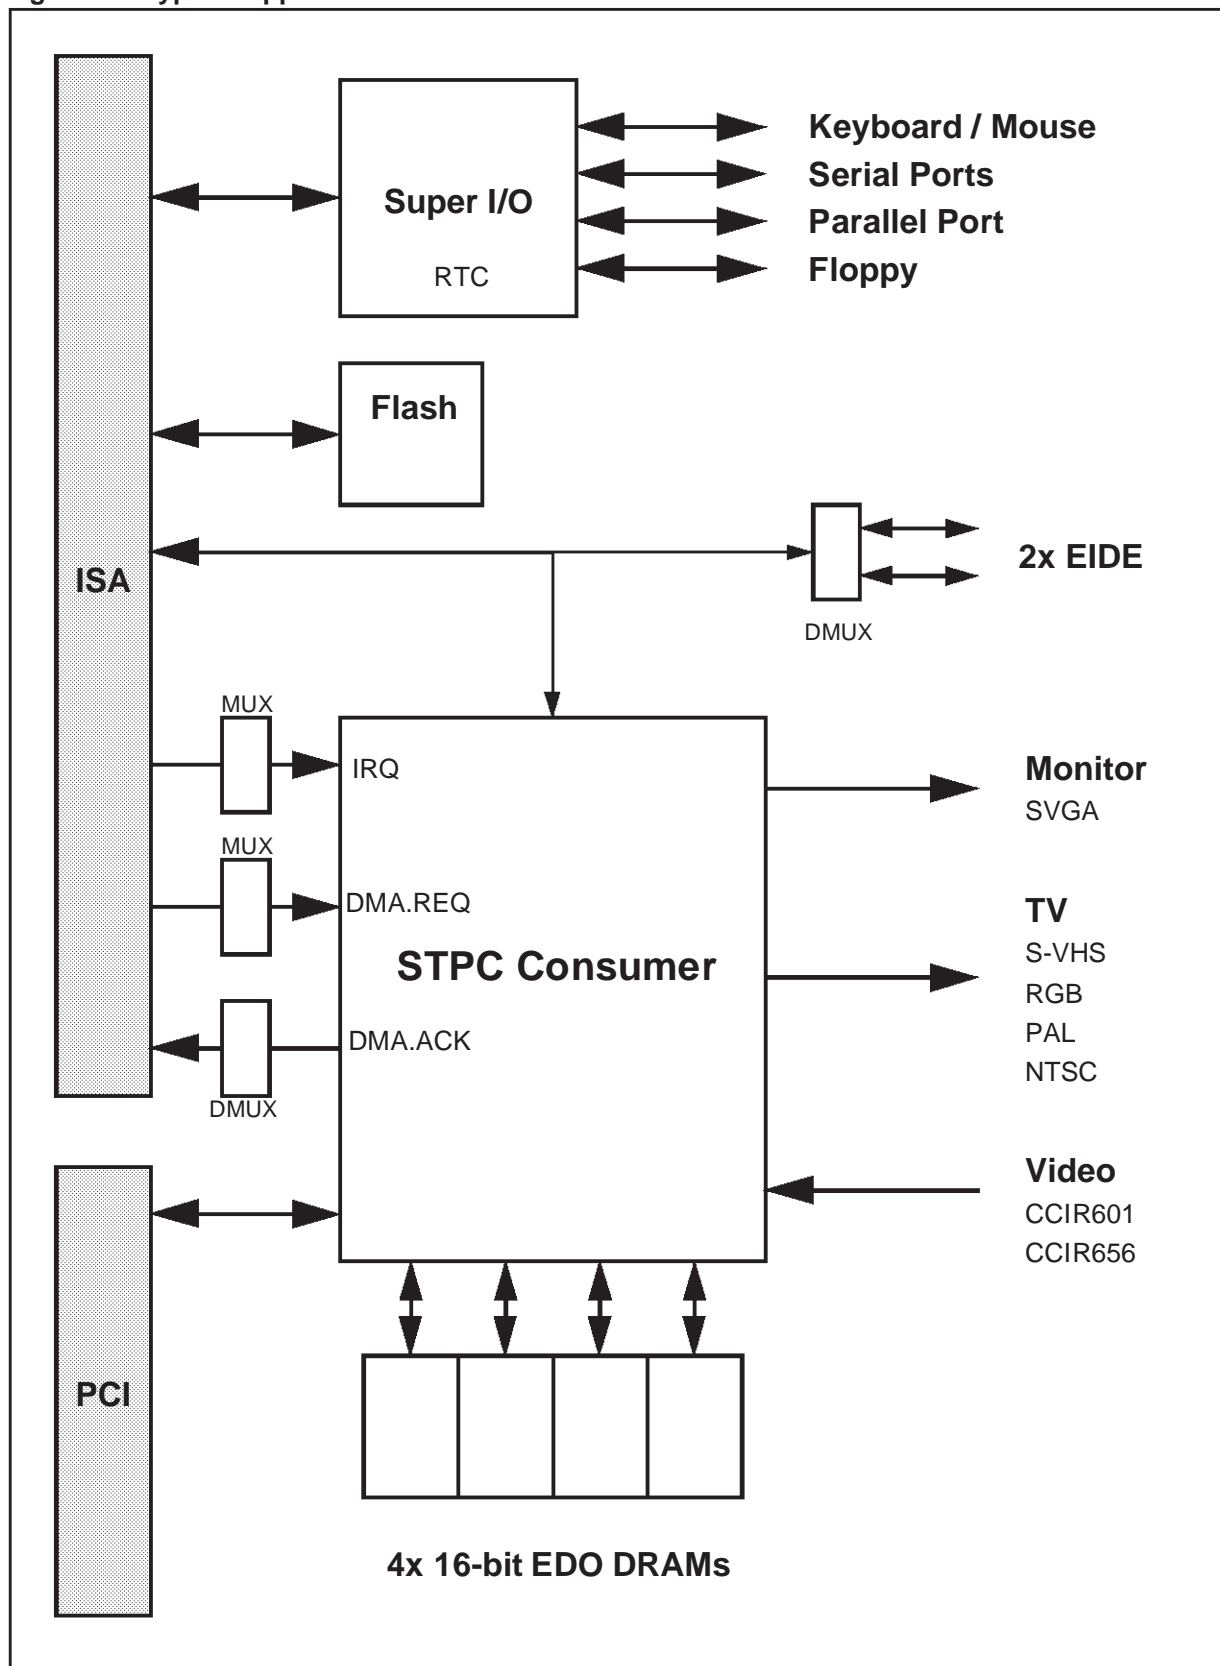 Keyboard / Mouse
Serial Ports
Super I/O
Parallel Port
RTC
Floppy
Flash
2x EIDE
ISA
DMUX
MUX
IRQ
Monitor
SVGA
MUX
DMA.REQ
TV
STPC Consumer
S-VHS
RGB
DMA.ACK
PAL
NTSC
DMUX
Video
CCIR601
CCIR656
PCI
4x 16-bit EDO DRAMs